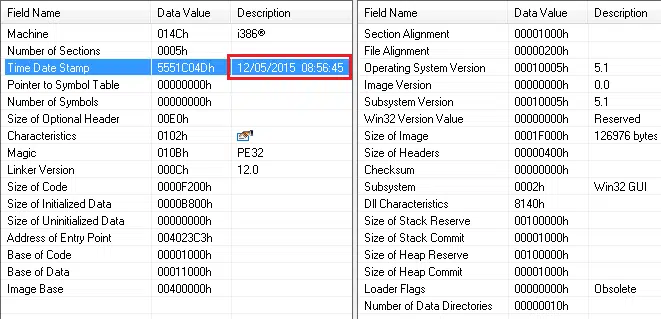 Field Name Data Value Description
Machine 014Ch i386®
Number of Sections 0005h
Time Date Stamp 5551C04Dh 12/05/2015 08:56:45
Pointer to Symbol Table 00000000h
Number of Symbols 00000000h
Size of Optional Header 00E0h
Characteristics 0102h
Magic 010Bh PE32
Linker Version 000Ch 12.0
Size of Code 0000F200h
Size of Initialized Data 0000B800h
Size of Uninitialized Data 00000000h
Address of Entry Point 004023C3h
Base of Code 00001000h
Base of Data 00011000h
Image Base 00400000h
Field Name Data Value Description
Section Alignment 00001000h
File Alignment 00000200h
Operating System Version 00010005h 5.1
Image Version 00000000h 0.0
Subsystem Version 00010005h 5.1
Win32 Version Value 00000000h Reserved
Size of Image 0001F000h 126976 bytes
Size of Headers 00000400h
Checksum 00000000h
Subsystem 0002h Win32 GUI
Dll Characteristics 8140h
Size of Stack Reserve 00100000h
Size of Stack Commit 00001000h
Size of Heap Reserve 00100000h
Size of Heap Commit 00001000h
Loader Flags 00000000h Obsolete
Number of Data Directories 00000010h